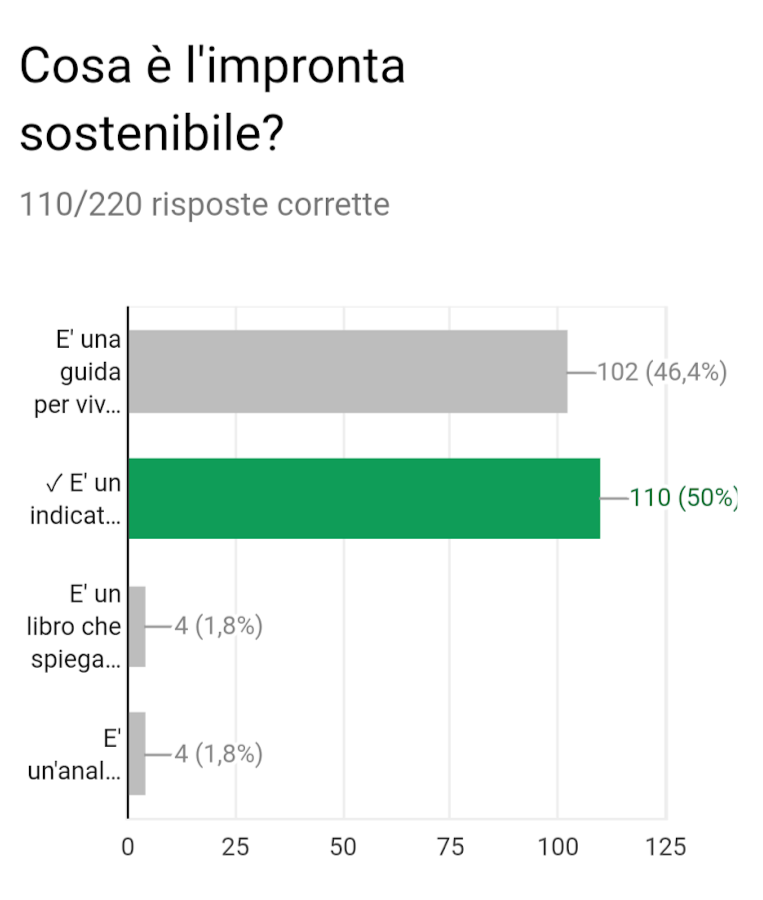 Cosa è l'impronta
sostenibile?
110/220 risposte corrette
E' una
guida
per viv...
102 (46,4%)
✓ E' un
indicat...
110 (50%)
E' un
libro che
spiega...
4 (1,8%)
E'
un'anal...
4 (1,8%)
0 25 50 75 100 125